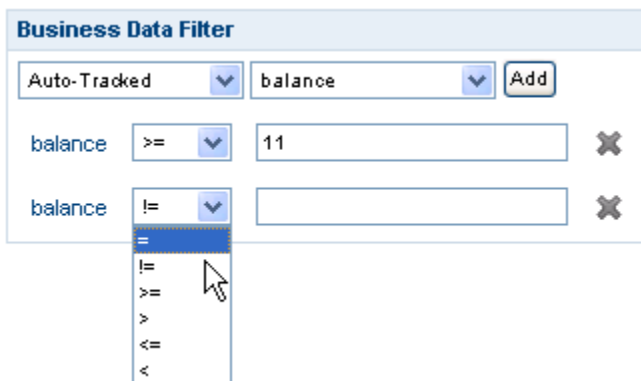 Business Data Filter
Auto-Tracked balance Add
balance >= 11
balance !=
=
!=
>=
>
<=
<